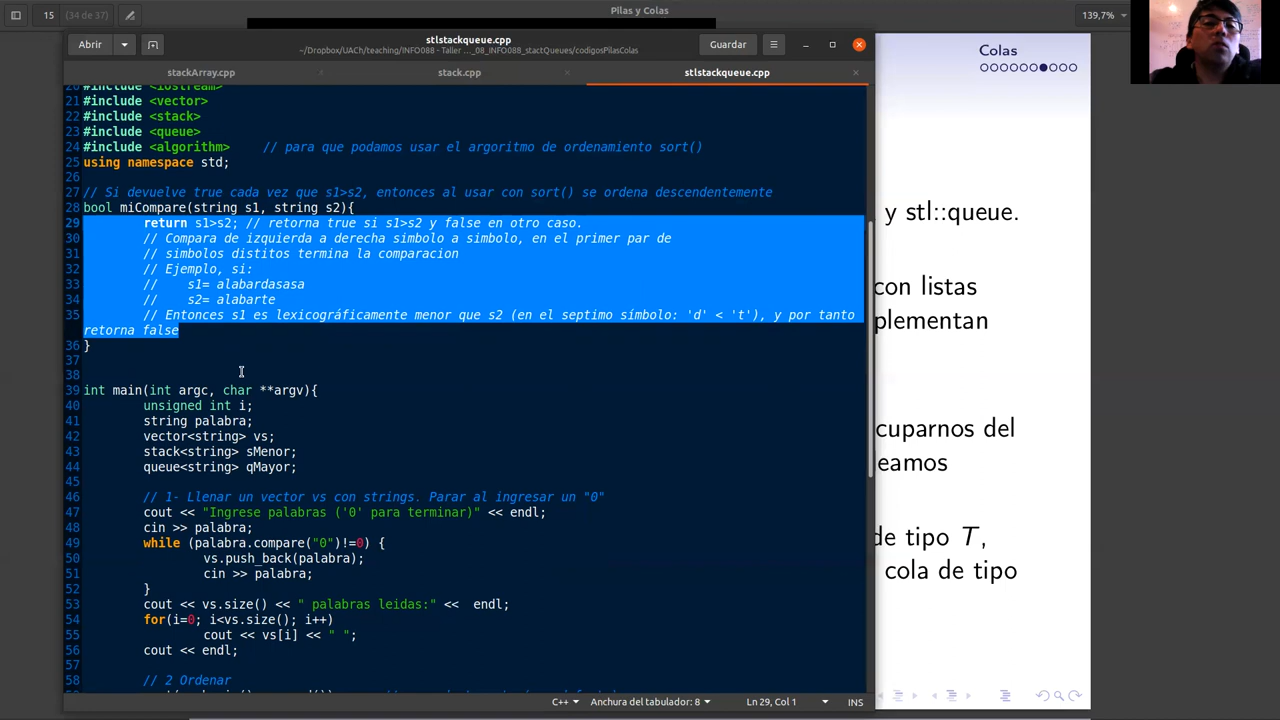 15 (34 de 37)
Pilas y Colas
139,7%
Abrir
stlstackqueue.cpp
~/Dropbox/UACh/teaching/INFO088 - Taller ..._08_INFO088_stactQueues/codigosPilasColas
Guardar
stackArray.cpp
stack.cpp
stlstackqueue.cpp
20 #include <iostream>
21 #include <vector>
22 #include <stack>
23 #include <queue>
24 #include <algorithm> // para que podamos usar el argoritmo de ordenamiento sort()
25 using namespace std;
26
27 // Si devuelve true cada vez que s1>s2, entonces al usar con sort() se ordena descendentemente
28 bool miCompare(string s1, string s2){
29 return s1>s2; // retorna true si s1>s2 y false en otro caso.
30 // Compara de izquierda a derecha simbolo a simbolo, en el primer par de
31 // simbolos distitos termina la comparacion
32 // Ejemplo, si:
33 // s1= alabardasasa
34 // s2= alabarte
35 // Entonces s1 es lexicográficamente menor que s2 (en el septimo simbolo: 'd' < 't'), y por tanto
retorna false
36 }
37
38
39 int main(int argc, char **argv){
40 unsigned int i;
41 string palabra;
42 vector<string> vs;
43 stack<string> sMenor;
44 queue<string> qMayor;
45
46 // 1- Llenar un vector vs con strings. Parar al ingresar un "0"
47 cout << "Ingrese palabras ('0' para terminar)" << endl;
48 cin >> palabra;
49 while (palabra.compare("0")!=0) {
50 vs.push_back(palabra);
51 cin >> palabra;
52 }
53 cout << vs.size() << " palabras leidas:" << endl;
54 for(i=0; i<vs.size(); i++)
55 cout << vs[i] << " ";
56 cout << endl;
57
58 // 2 Ordenar
C++
Anchura del tabulador: 8
Ln 29, Col 1
INS
Colas
y stl::queue.
con listas
plementan
cuparnos del
eamos
de tipo T,
cola de tipo